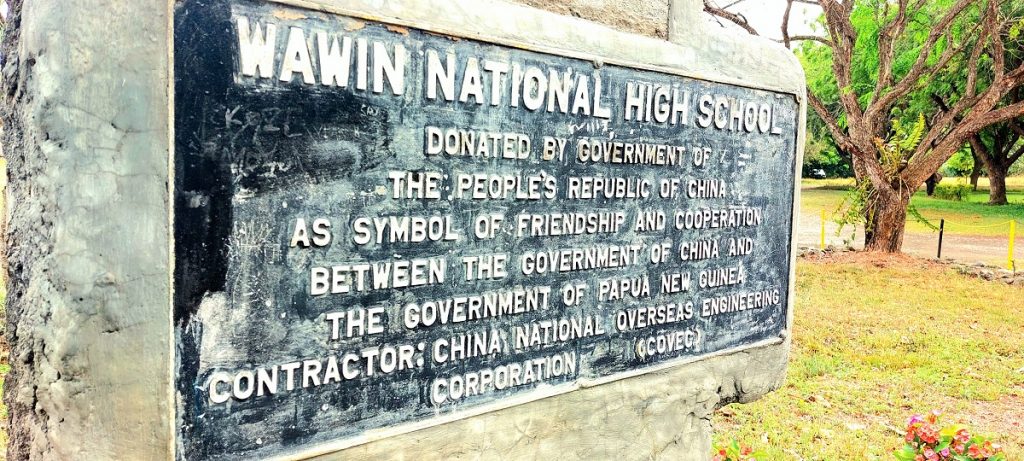 WAWIN NATIONAL HIGH SCHOOL
DONATED BY GOVERNMENT OF
THE PEOPLE'S REPUBLIC OF CHINA
AS SYMBOL OF FRIENDSHIP AND COOPERATION
BETWEEN THE GOVERNMENT OF CHINA AND
THE GOVERNMENT OF PAPUA NEW GUINEA
CONTRACTOR: CHINA NATIONAL OVERSEAS ENGINEERING
CORPORATION (COVEC)